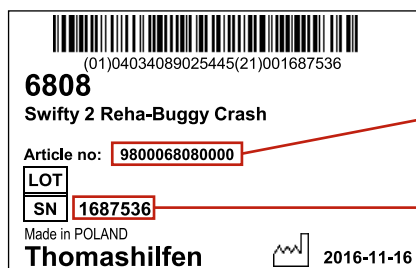 (01)04034089025445(21)001687536
6808
Swifty 2 Reha-Buggy Crash
Article no: 9800068080000
LOT
SN 1687536
Made in POLAND
Thomashilfen 2016-11-16